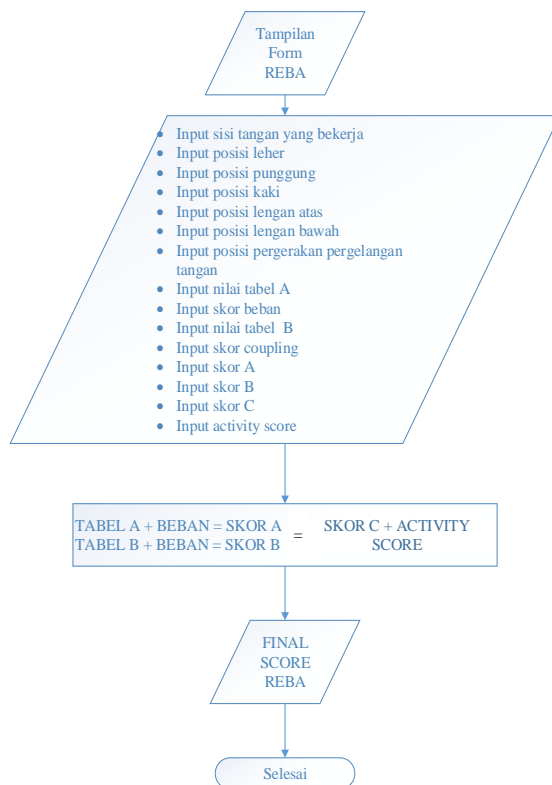 Tampilan
Form
REBA
• Input sisi tangan yang bekerja
• Input posisi leher
• Input posisi punggung
• Input posisi kaki
• Input posisi lengan atas
• Input posisi lengan bawah
• Input posisi pergerakan pergelangan
tangan
• Input nilai tabel A
• Input skor beban
• Input nilai tabel B
• Input skor coupling
• Input skor A
• Input skor B
• Input skor C
• Input activity score
TABEL A + BEBAN = SKOR A
TABEL B + BEBAN = SKOR B
=
SKOR C + ACTIVITY
SCORE
FINAL
SCORE
REBA
Selesai